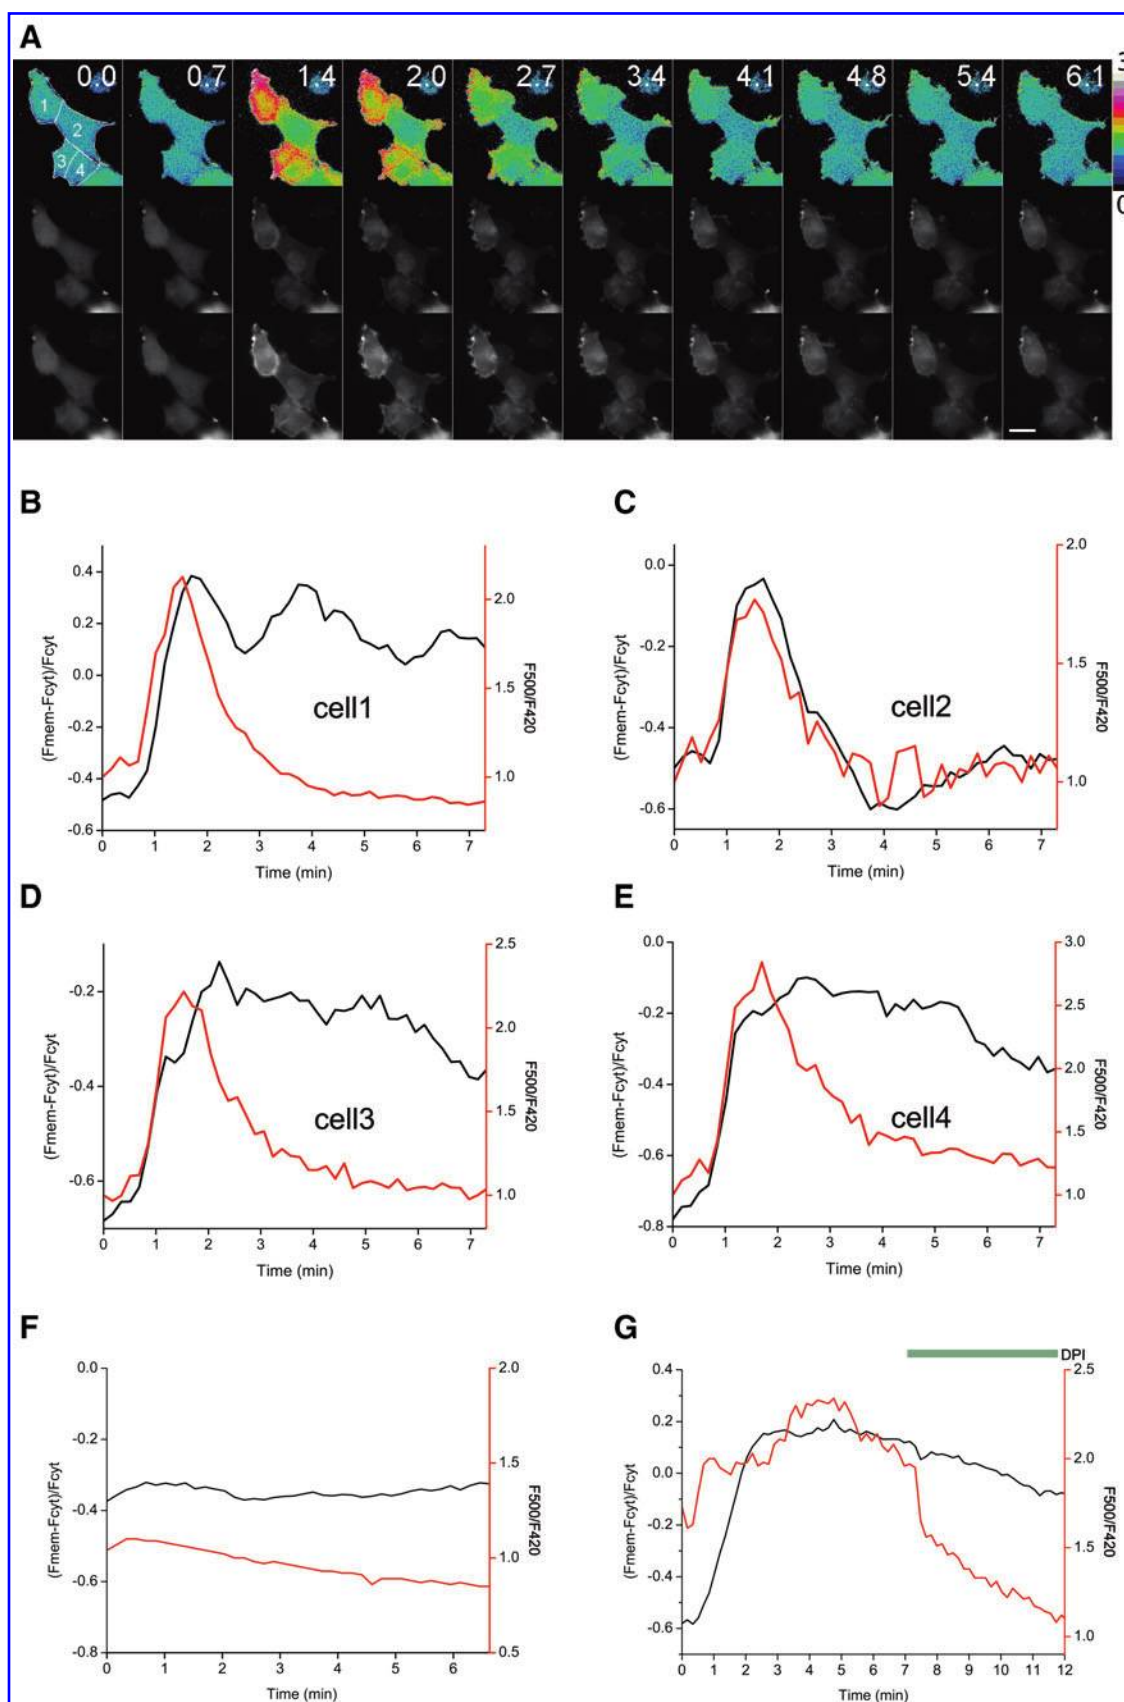 A
0.0 0.7 1.4 2.0 2.7 3.4 4.1 4.8 5.4 6.1
3
1
2
3
4
0
B
(Fmem-Fcyt)/Fcyt
0.4
0.2
0.0
-0.2
-0.4
-0.6
cell1
2.0
1.5
1.0
F500/F420
0 1 2 3 4 5 6 7
Time (min)
C
(Fmem-Fcyt)/Fcyt
0.0
-0.2
-0.4
-0.6
cell2
2.0
1.5
1.0
F500/F420
0 1 2 3 4 5 6 7
Time (min)
D
(Fmem-Fcyt)/Fcyt
-0.2
-0.4
-0.6
cell3
2.5
2.0
1.5
1.0
F500/F420
0 1 2 3 4 5 6 7
Time (min)
E
(Fmem-Fcyt)/Fcyt
0.0
-0.2
-0.4
-0.6
-0.8
cell4
3.0
2.5
2.0
1.5
1.0
F500/F420
0 1 2 3 4 5 6 7
Time (min)
F
(Fmem-Fcyt)/Fcyt
0.0
-0.2
-0.4
-0.6
-0.8
2.0
1.5
1.0
0.5
F500/F420
0 1 2 3 4 5 6
Time (min)
G
DPI
(Fmem-Fcyt)/Fcyt
0.4
0.2
0.0
-0.2
-0.4
-0.6
2.5
2.0
1.5
1.0
F500/F420
0 1 2 3 4 5 6 7 8 9 10 11 12
Time (min)